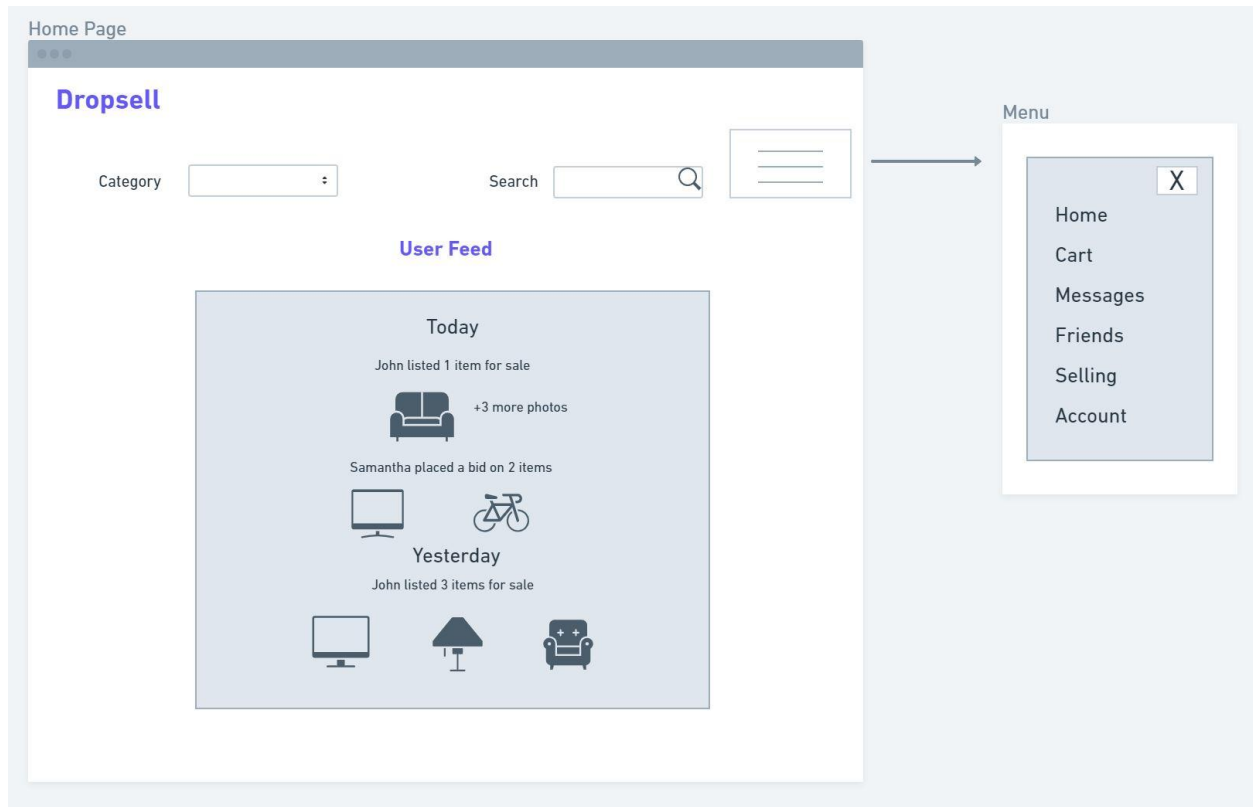 Home Page
Dropsell
Category
Search
User Feed
Today
John listed 1 item for sale
+3 more photos
Samantha placed a bid on 2 items
Yesterday
John listed 3 items for sale
Menu
X
Home
Cart
Messages
Friends
Selling
Account